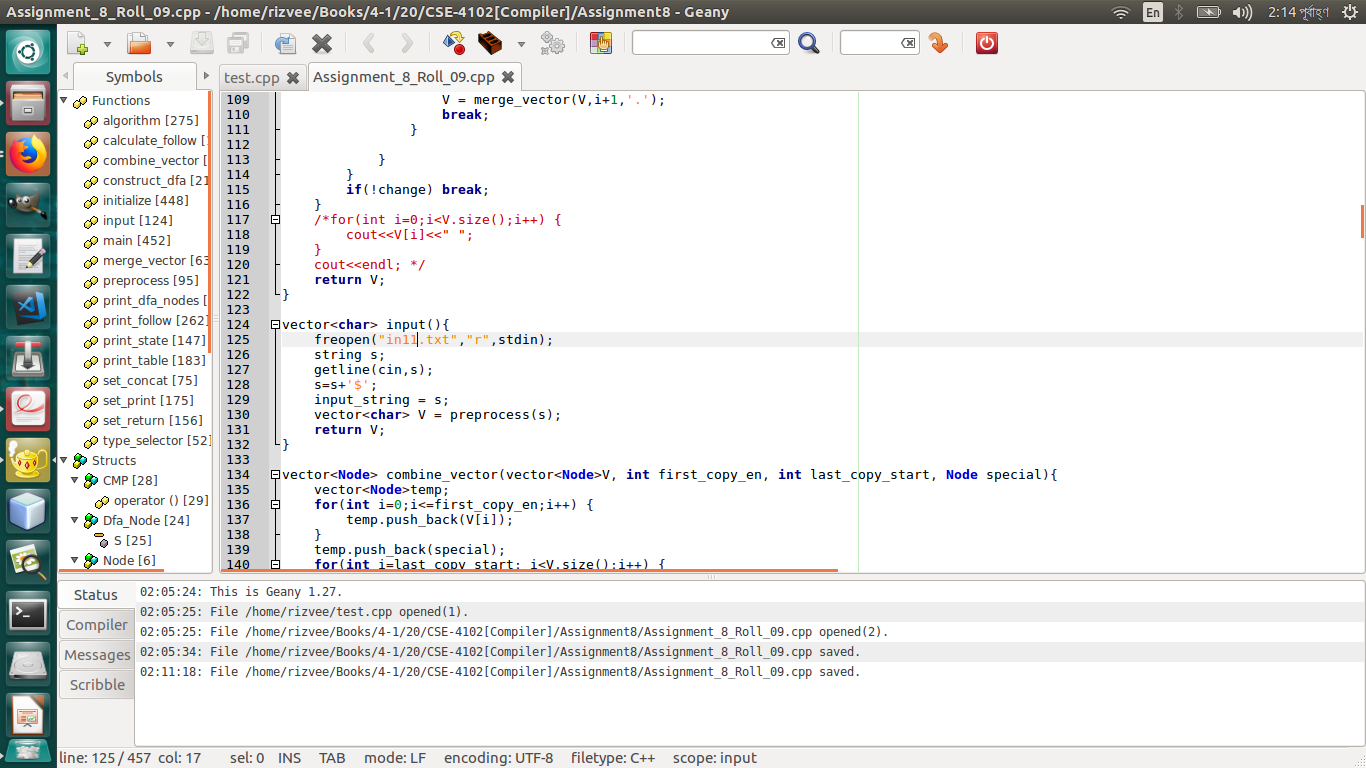 Assignment_8_Roll_09.cpp - /home/rizvee/Books/4-1/20/CSE-4102[Compiler]/Assignment8 - Geany
En
2:14 পূর্বাহ্ণ
Symbols
test.cpp
Assignment_8_Roll_09.cpp
Functions
algorithm [275]
calculate_follow [
combine_vector [
construct_dfa [21
initialize [448]
input [124]
main [452]
merge_vector [63
preprocess [95]
print_dfa_nodes [
print_follow [262]
print_state [147]
print_table [183]
set_concat [75]
set_print [175]
set_return [156]
type_selector [52]
Structs
CMP [28]
operator () [29]
Dfa_Node [24]
S [25]
Node [6]
109 V = merge_vector(V,i+1,'.');
110 break;
111 }
112
113 }
114 }
115 if(!change) break;
116 }
117 /*for(int i=0;i<V.size();i++) {
118 cout<<V[i]<<" ";
119 }
120 cout<<endl; */
121 return V;
122 }
123
124 vector<char> input(){
125 freopen("in11.txt","r",stdin);
126 string s;
127 getline(cin,s);
128 s=s+'$';
129 input_string = s;
130 vector<char> V = preprocess(s);
131 return V;
132 }
133
134 vector<Node> combine_vector(vector<Node>V, int first_copy_en, int last_copy_start, Node special){
135 vector<Node>temp;
136 for(int i=0;i<=first_copy_en;i++) {
137 temp.push_back(V[i]);
138 }
139 temp.push_back(special);
140 for(int i=last_copy_start; i<V.size();i++) {
Status
Compiler
Messages
Scribble
02:05:24: This is Geany 1.27.
02:05:25: File /home/rizvee/test.cpp opened(1).
02:05:25: File /home/rizvee/Books/4-1/20/CSE-4102[Compiler]/Assignment8/Assignment_8_Roll_09.cpp opened(2).
02:05:34: File /home/rizvee/Books/4-1/20/CSE-4102[Compiler]/Assignment8/Assignment_8_Roll_09.cpp saved.
02:11:18: File /home/rizvee/Books/4-1/20/CSE-4102[Compiler]/Assignment8/Assignment_8_Roll_09.cpp saved.
line: 125 / 457 col: 17 sel: 0 INS TAB mode: LF encoding: UTF-8 filetype: C++ scope: input